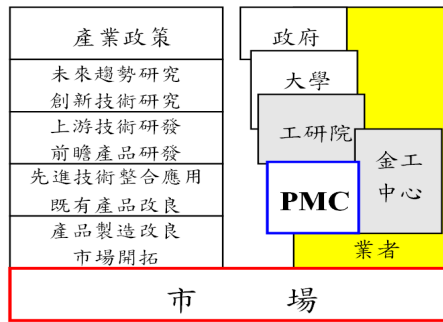 產業政策
未來趨勢研究
創新技術研究
上游技術研發
前瞻產品研發
先進技術整合應用
既有產品改良
產品製造改良
市場開拓
政府
大學
工研院
金工
中心
PMC
業者
市 場